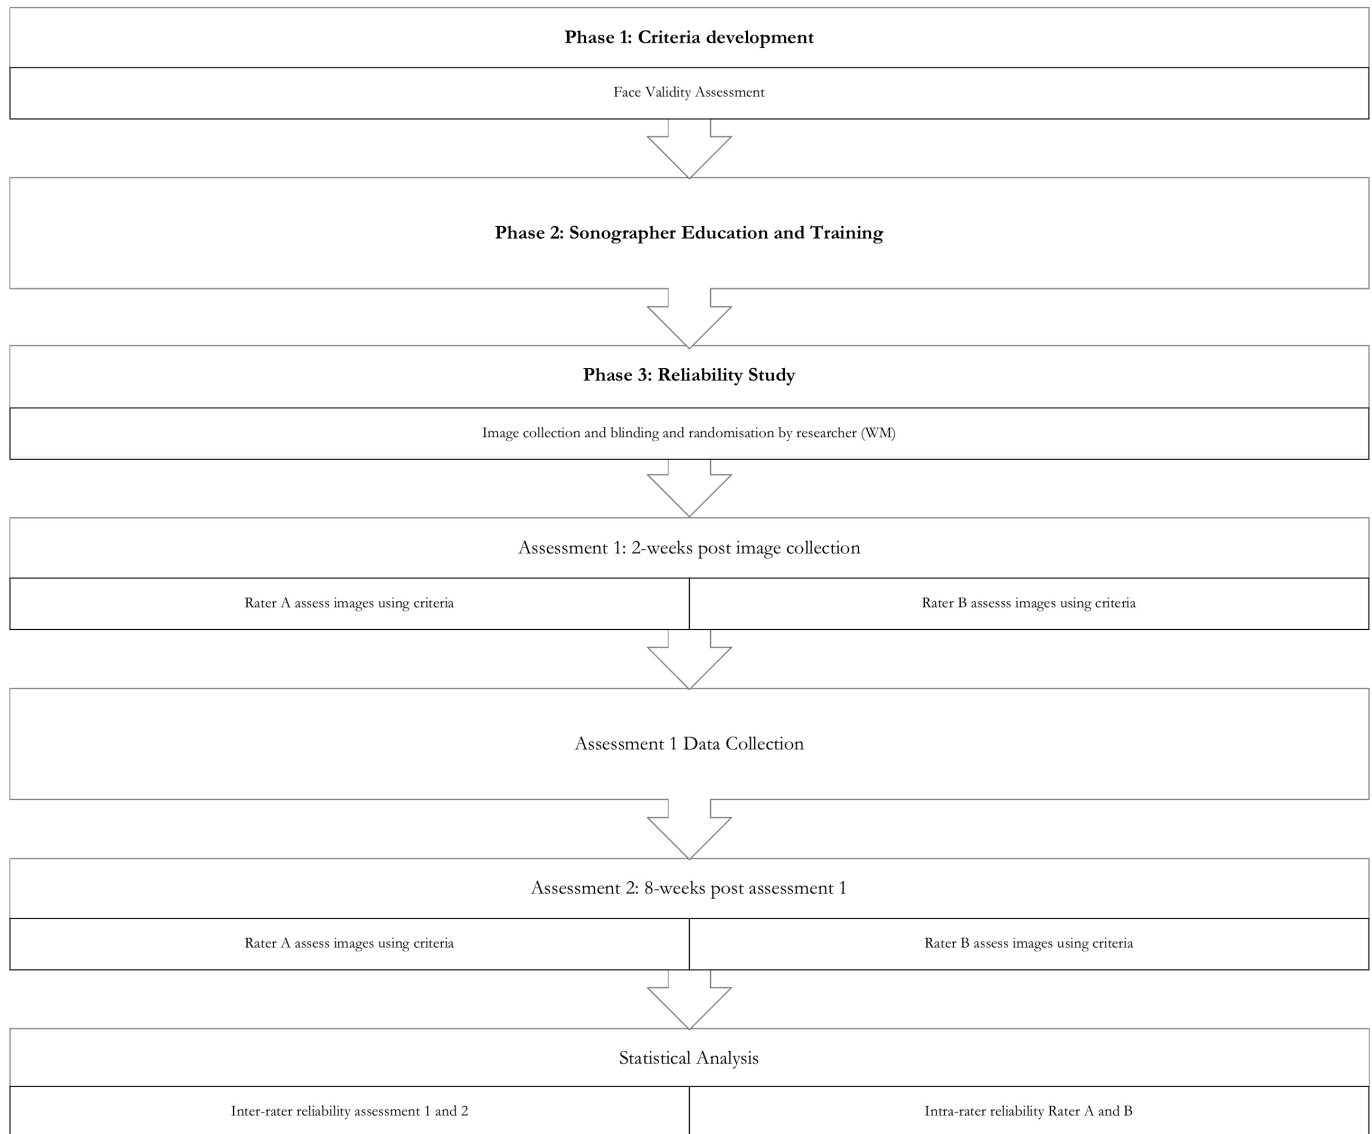 Phase 1: Criteria development
Face Validity Assessment
Phase 2: Sonographer Education and Training
Phase 3: Reliability Study
Image collection and blinding and randomisation by researcher (WM)
Assessment 1: 2-weeks post image collection
Rater A assess images using criteria
Rater B assesss images using criteria
Assessment 1 Data Collection
Assessment 2: 8-weeks post assessment 1
Rater A assess images using criteria
Rater B assess images using criteria
Statistical Analysis
Inter-rater reliability assessment 1 and 2
Intra-rater reliability Rater A and B